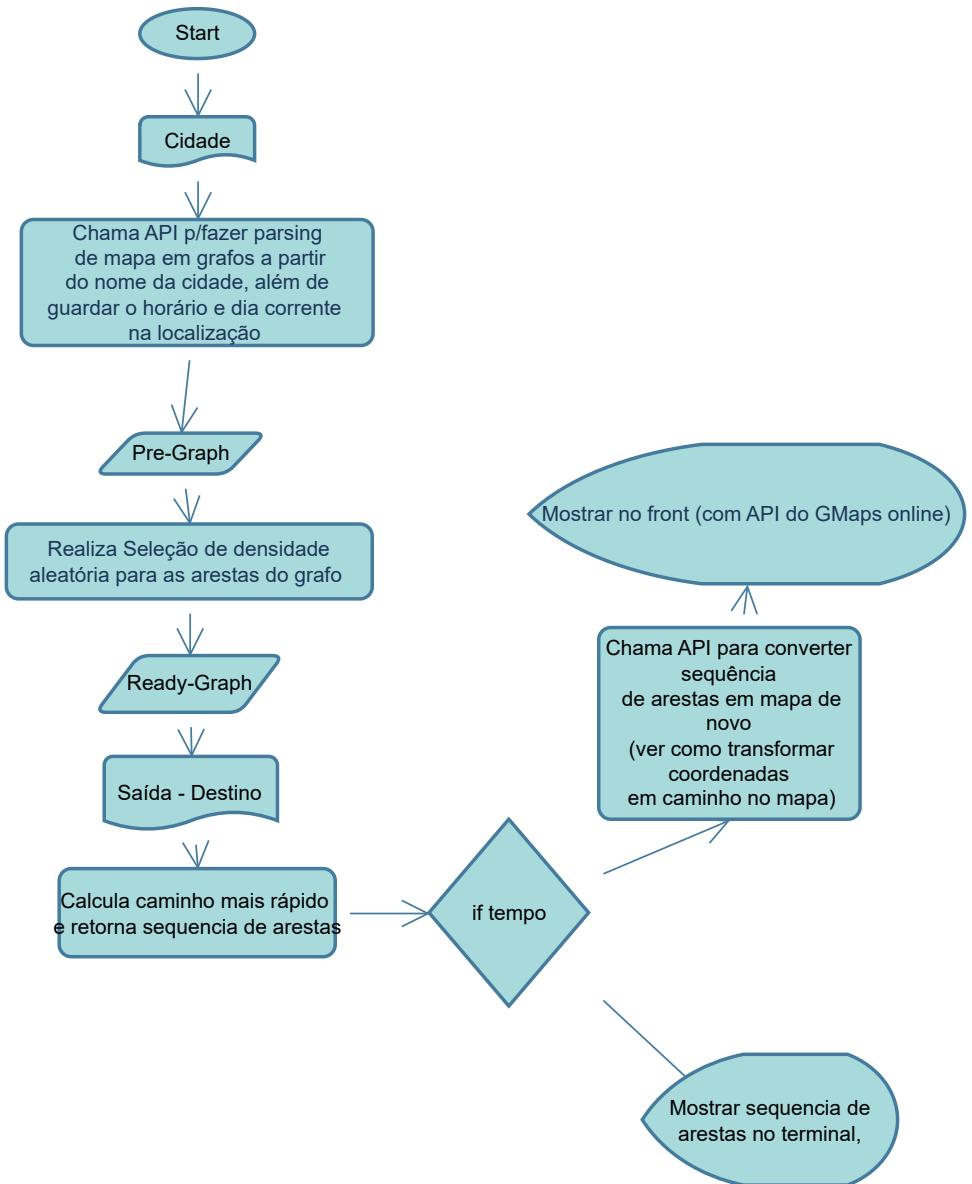 Start
Cidade
Chama API p/fazer parsing
de mapa em grafos a partir
do nome da cidade, além de
guardar o horário e dia corrente
na localização
Pre-Graph
Realiza Seleção de densidade
aleatória para as arestas do grafo
Ready-Graph
Saída - Destino
Calcula caminho mais rápido
e retorna sequencia de arestas
if tempo
Mostrar no front (com API do GMaps online)
Chama API para converter
sequência
de arestas em mapa de
novo
(ver como transformar
coordenadas
em caminho no mapa)
Mostrar sequencia de
arestas no terminal,